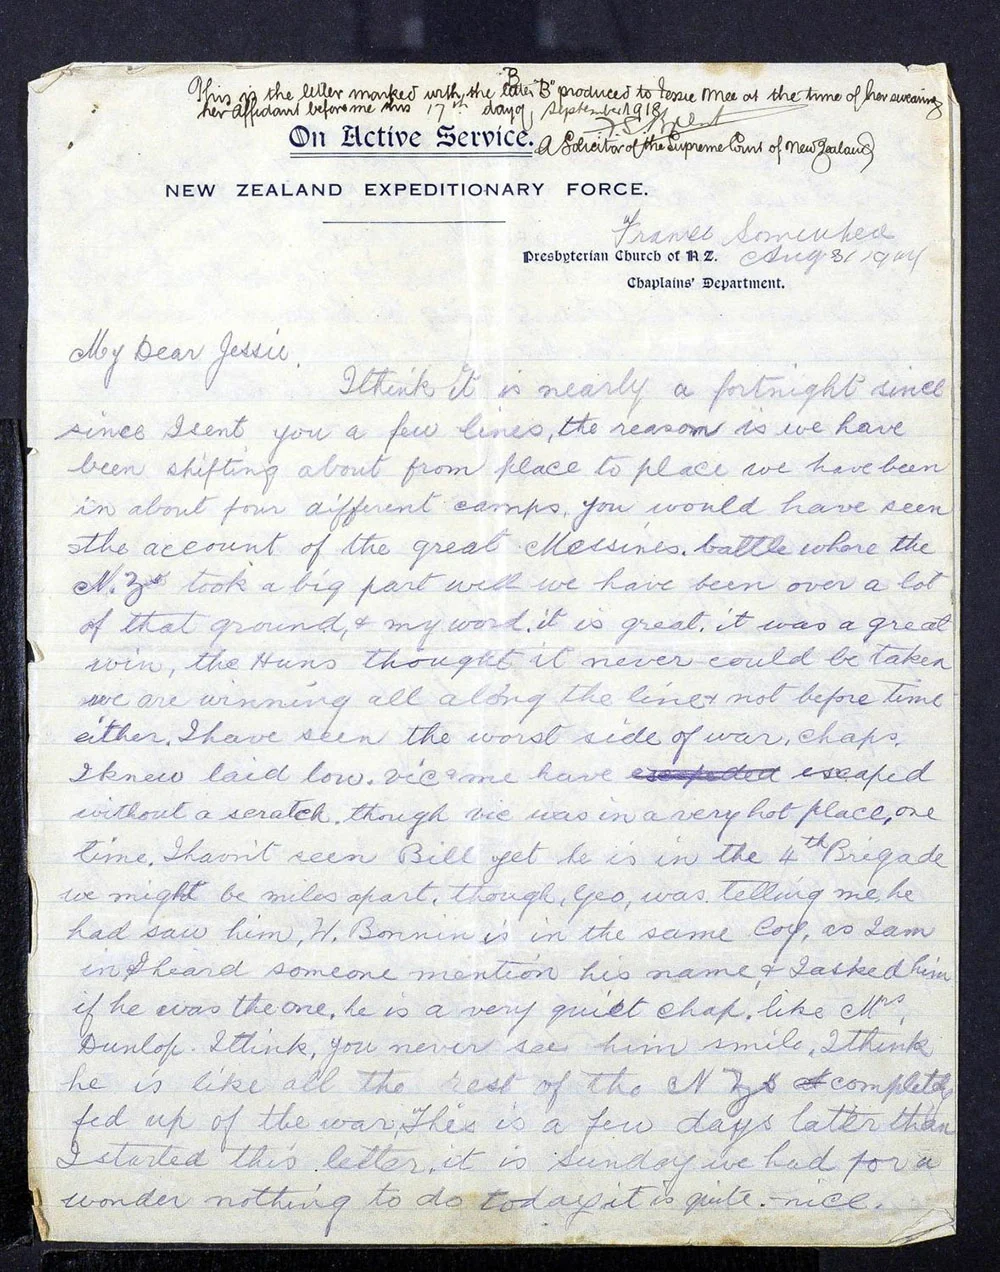 This is the letter marked with the letter "B" produced to Jessie Mee at the time of her swearing
her affidavit before me this 17th day of September 1918
On Active Service.
A Solicitor of the Supreme Court of New Zealand
NEW ZEALAND EXPEDITIONARY FORCE.
France Somewhere
Presbyterian Church of N.Z. Aug 8/
Chaplains' Department.
My Dear Jessie.
I think it is nearly a fortnight since
since I sent you a few lines, the reason is we have
been shifting about from place to place we have been
in about four different camps, you would have seen
the account of the great Messines. battle where the
N.Zs took a big part well we have been over a lot
of that ground, & my word. it is great. it was a great
win, the Huns thought it never could be taken
we are winning all along the line & not before time
either. I have seen the worst side of war. chaps.
I knew laid low. vic & me have escapeded escaped
without a scratch. though vic was in a very hot place, one
time. I havn't seen Bill yet he is in the 4th Brigade
we might be miles apart. though, Geo, was. telling me, he
had saw him, H. Bonnin is in the same Coy, as I am
in I heard someone mention his name & I asked him
if he was the one, he is a very quiet chap. like Mrs.
Dunlop. I think, you never see him smile, I think
he is like all the rest of the N Zs completely
fed up of the war, This is a few days later than
I started this letter, it is Sunday we had for a
wonder nothing to do today it is quite. nice.